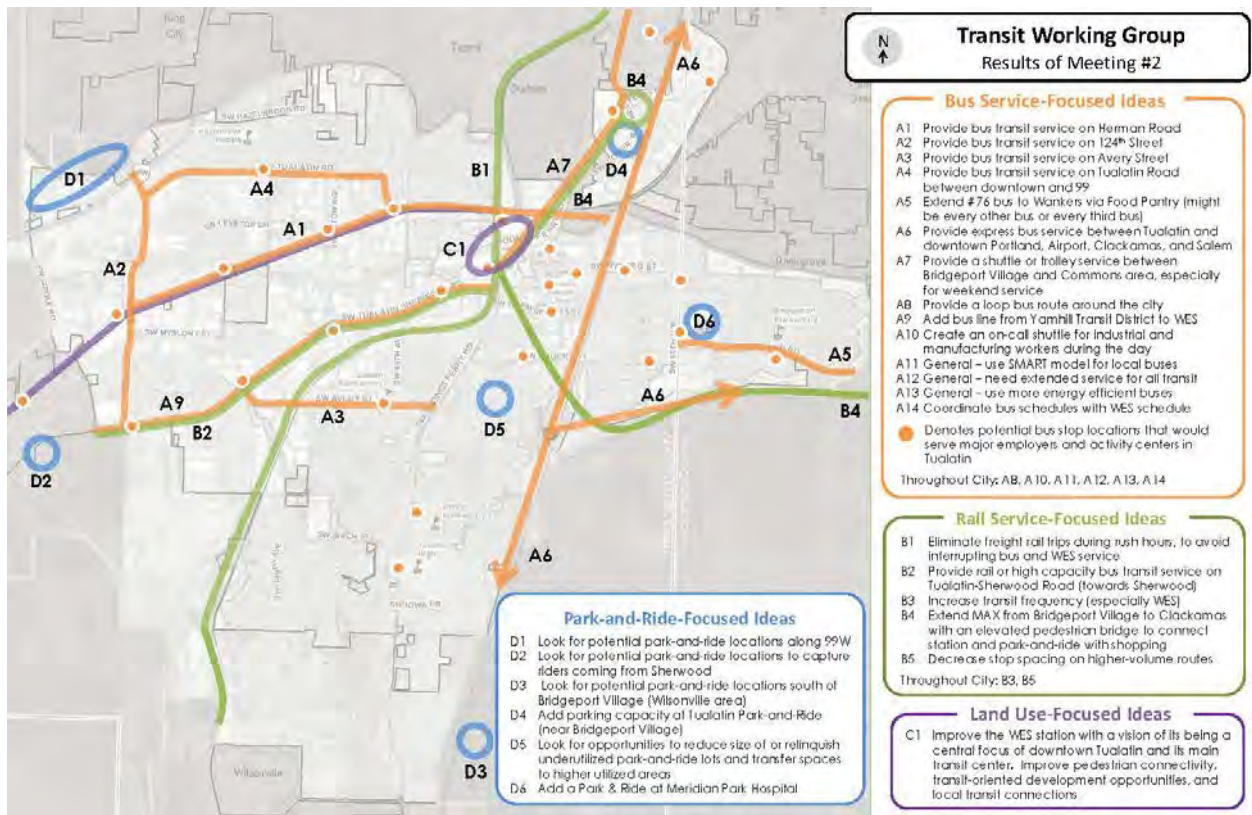 N
Transit Working Group
Results of Meeting #2
Bus Service-Focused Ideas
A1 Provide bus transit service on Herman Road
A2 Provide bus transit service on 124th Street
A3 Provide bus transit service on Avery Street
A4 Provide bus transit service on Tualatin Road
between downtown and 99
A5 Extend #76 bus to Wankers via Food Pantry (might
be every other bus or every third bus)
A6 Provide express bus service between Tualatin and
downtown Portland, Airport, Clackamas, and Salem
A7 Provide a shuttle or trolley service between
Bridgeport Village and Commons area, especially
for weekend service
A8 Provide a loop bus route around the city
A9 Add bus line from Yamhill Transit District to WES
A10 Create an on-call shuttle for industrial and
manufacturing workers during the day
A11 General – use SMART model for local buses
A12 General – need extended service for all transit
A13 General – use more energy efficient buses
A14 Coordinate bus schedules with WES schedule
Denotes potential bus stop locations that would
serve major employers and activity centers in
Tualatin
Throughout City: A8, A10, A11, A12, A13, A14
Rail Service-Focused Ideas
B1 Eliminate freight rail trips during rush hours, to avoid
interrupting bus and WES service
B2 Provide rail or high capacity bus transit service on
Tualatin-Sherwood Road (towards Sherwood)
B3 Increase transit frequency (especially WES)
B4 Extend MAX from Bridgeport Village to Clackamas
with an elevated pedestrian bridge to connect
station and park-and-ride with shopping
B5 Decrease stop spacing on higher-volume routes
Throughout City: B3, B5
Land Use-Focused Ideas
C1 Improve the WES station with a vision of its being a
central focus of downtown Tualatin and its main
transit center. Improve pedestrian connectivity,
transit-oriented development opportunities, and
local transit connections
Park-and-Ride-Focused Ideas
D1 Look for potential park-and-ride locations along 99W
D2 Look for potential park-and-ride locations to capture
riders coming from Sherwood
D3 Look for potential park-and-ride locations south of
Bridgeport Village (Wilsonville area)
D4 Add parking capacity at Tualatin Park-and-Ride
(near Bridgeport Village)
D5 Look for opportunities to reduce size of or relinquish
underutilized park-and-ride lots and transfer spaces
to higher utilized areas
D6 Add a Park & Ride at Meridian Park Hospital
Tigard
Durham
A6
B4
D1
B1
A7
D4
A4
B4
A1
C1
A2
D6
A5
A6
B4
A9
A3
B2
D5
D2
A6
D3
Wilsonville